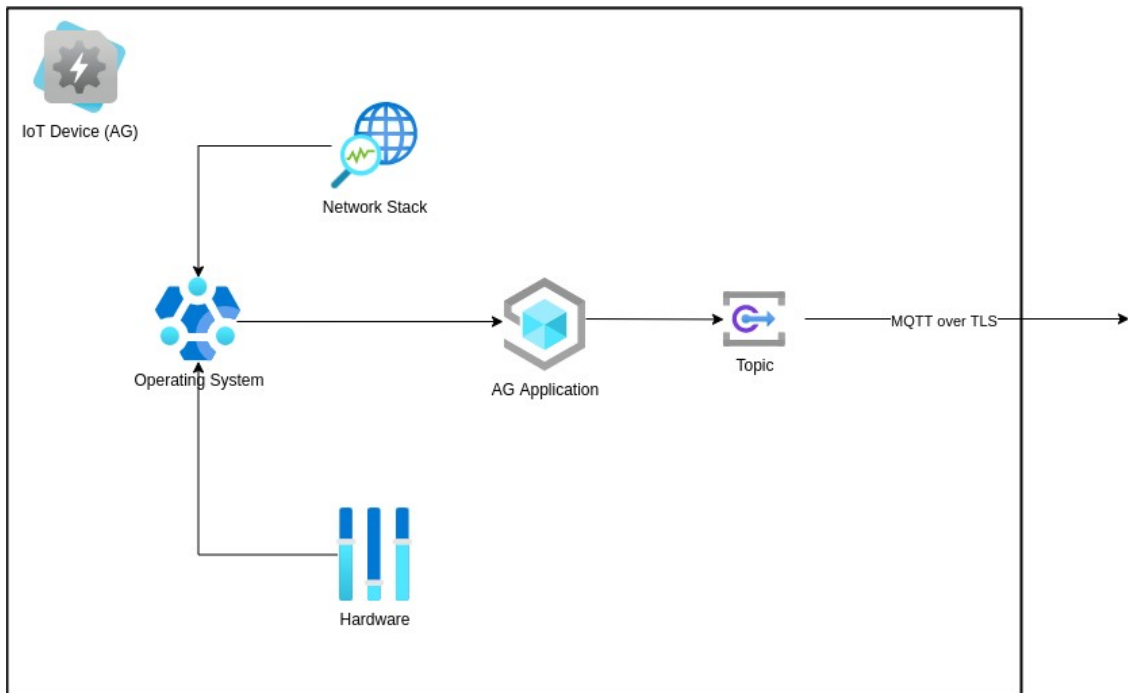 IoT Device (AG)
Network Stack
Operating System
AG Application
Topic
MQTT over TLS
Hardware